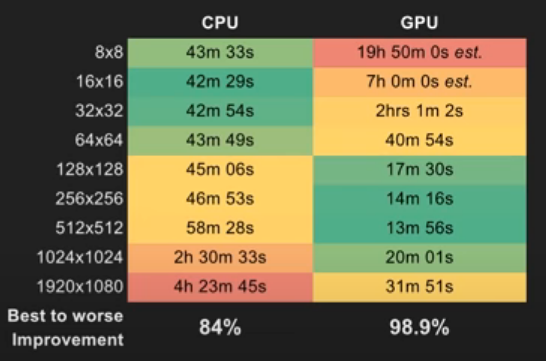 CPU GPU
8x8 43m 33s 19h 50m 0s est.
16x16 42m 29s 7h 0m 0s est.
32x32 42m 54s 2hrs 1m 2s
64x64 43m 49s 40m 54s
128x128 45m 06s 17m 30s
256x256 46m 53s 14m 16s
512x512 58m 28s 13m 56s
1024x1024 2h 30m 33s 20m 01s
1920x1080 4h 23m 45s 31m 51s
Best to worse
Improvement 84% 98.9%